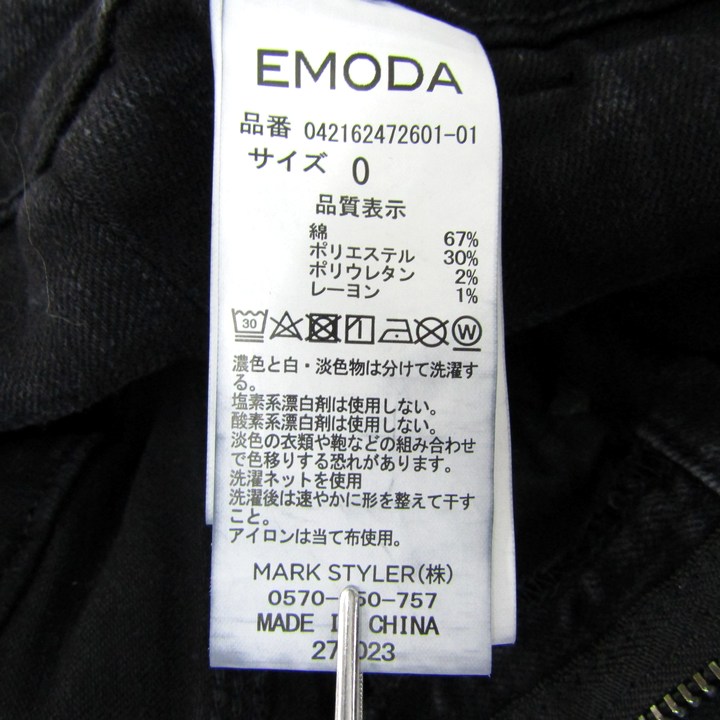 EMODA
品番 042162472601-01
サイズ 0
品質表示
綿 67%
ポリエステル 30%
ポリウレタン 2%
レーヨン 1%
30 W
濃色と白・淡色物は分けて洗濯す
る。
塩素系漂白剤は使用しない。
酸素系漂白剤は使用しない。
淡色の衣類や鞄などの組み合わせ
で色移りする恐れがあります。
洗濯ネットを使用
洗濯後は速やかに形を整えて干す
こと。
アイロンは当て布使用。
MARK STYLER(株)
MADE IN CHINA